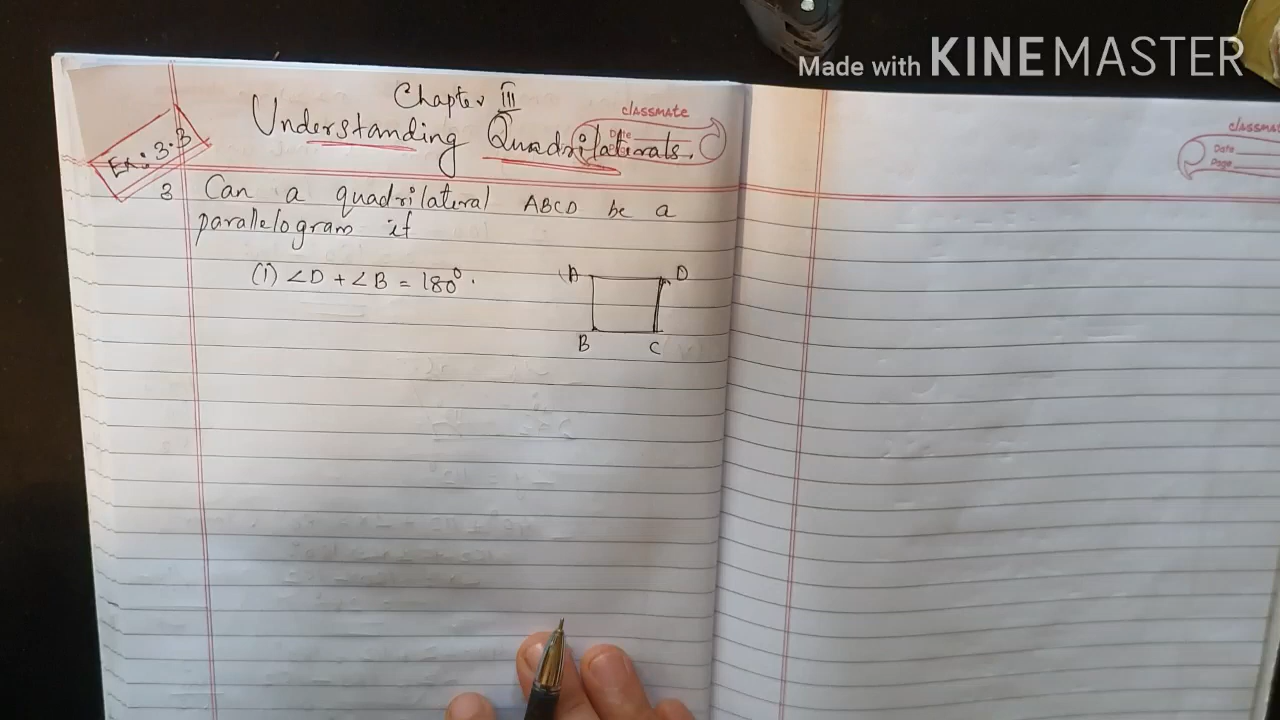 Made with KINEMASTER
Chapter III
classmate
Date
Understanding Quadrilaterals.
Ex: 3.3
3 Can a quadrilateral ABCD be a
parallelogram if
(i) ∠D + ∠B = 180°.
A D
B C
classma
Date
Page